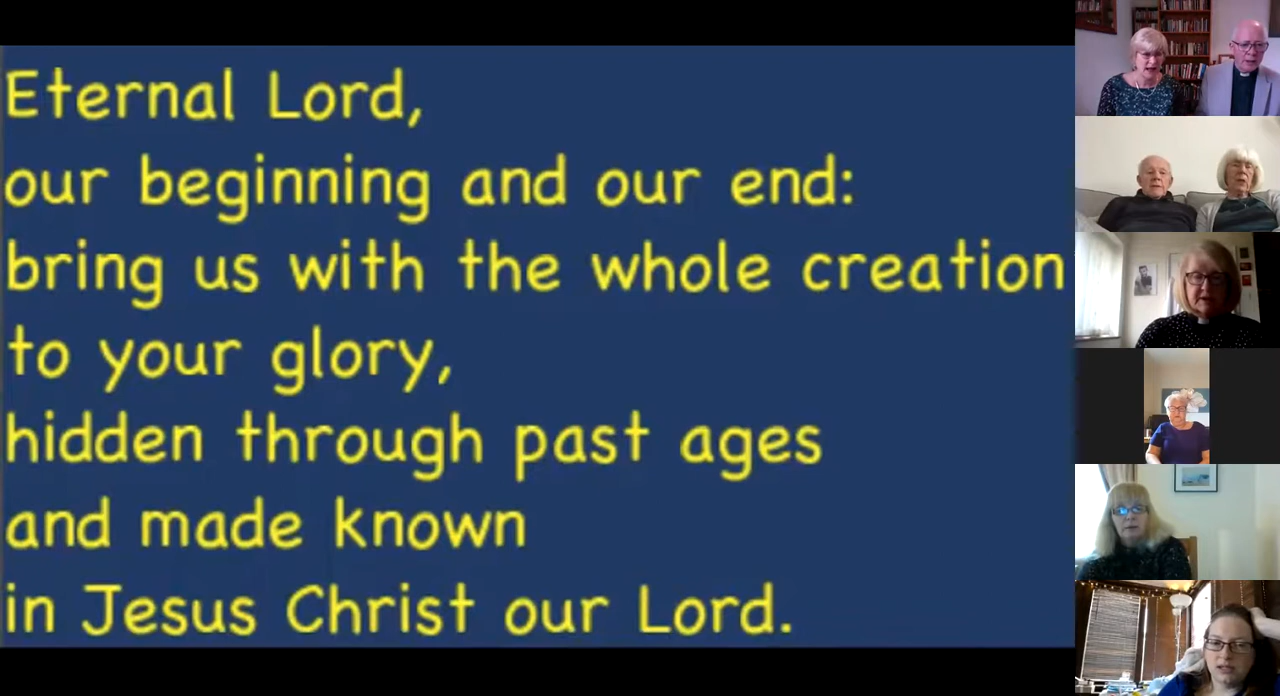 Eternal Lord,
our beginning and our end:
bring us with the whole creation
to your glory,
hidden through past ages
and made known
in Jesus Christ our Lord.